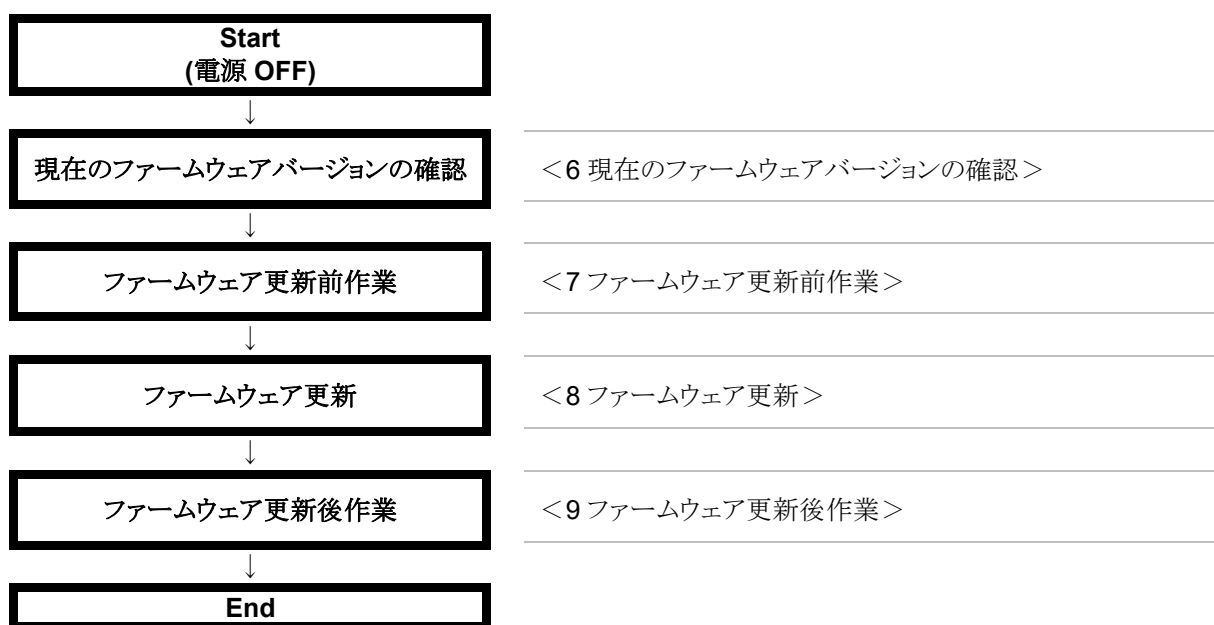 Start
(電源 OFF)
↓
現在のファームウェアバージョンの確認
＜6 現在のファームウェアバージョンの確認＞
↓
ファームウェア更新前作業
＜7 ファームウェア更新前作業＞
↓
ファームウェア更新
＜8 ファームウェア更新＞
↓
ファームウェア更新後作業
＜9 ファームウェア更新後作業＞
↓
End